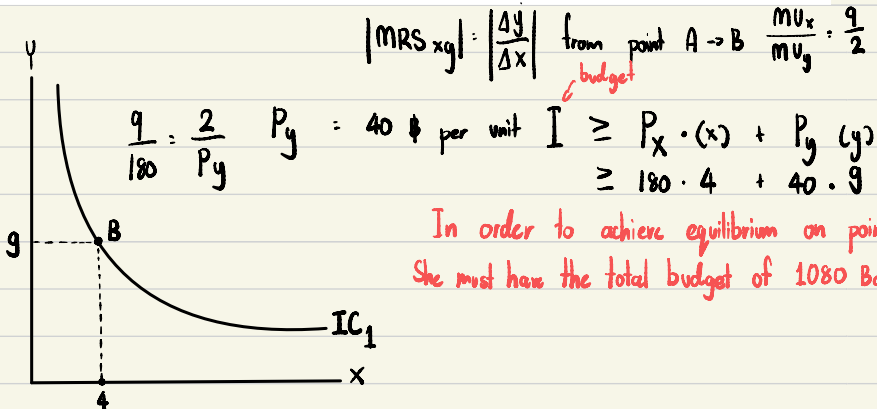 |MRS xy| = |Δy/Δx| from point A → B MUx/MUy = 9/2
budget
9/180 = 2/Py Py = 40 ฿ per unit I ≥ Px · (x) + Py (y)
≥ 180 · 4 + 40 · 9
In order to achieve equilibrium on
She must have the total budget of 1080
Y
9
B
IC1
X
4